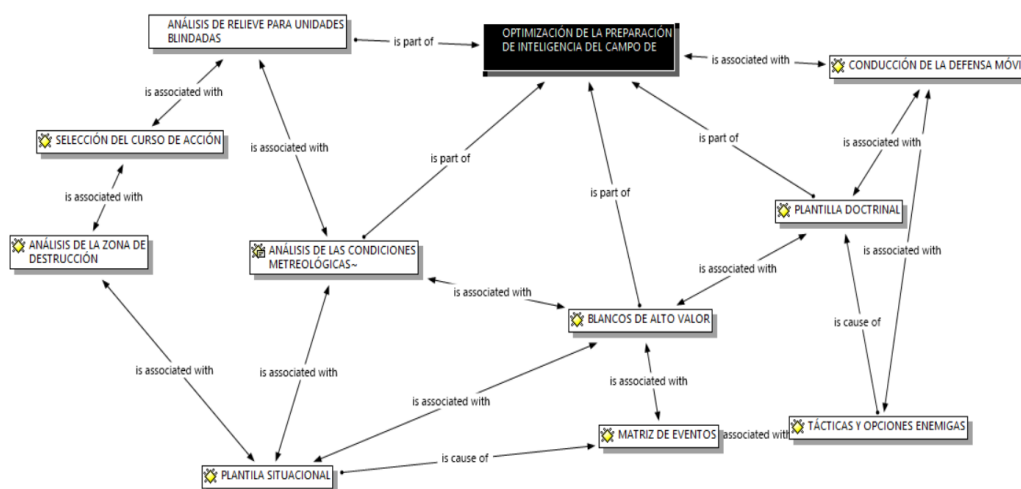 ANÁLISIS DE RELIEVE PARA UNIDADES
BLINDADAS
is part of
OPTIMIZACIÓN DE LA PREPARACIÓN
DE INTELIGENCIA DEL CAMPO DE
is associated with
CONDUCCIÓN DE LA DEFENSA MÓVI
is associated with
SELECCIÓN DEL CURSO DE ACCIÓN
is associated with
is part of
is associated with
is associated with
is part of
is part of
PLANTILLA DOCTRINAL
ANÁLISIS DE LA ZONA DE
DESTRUCCIÓN
ANÁLISIS DE LAS CONDICIONES
METREOLÓGICAS~
is associated with
is associated with
is associated with
BLANCOS DE ALTO VALOR
is cause of
is associated with
is associated with
is associated with
is associated with
MATRIZ DE EVENTOS
associated with
TÁCTICAS Y OPCIONES ENEMIGAS
is cause of
PLANTILA SITUACIONAL